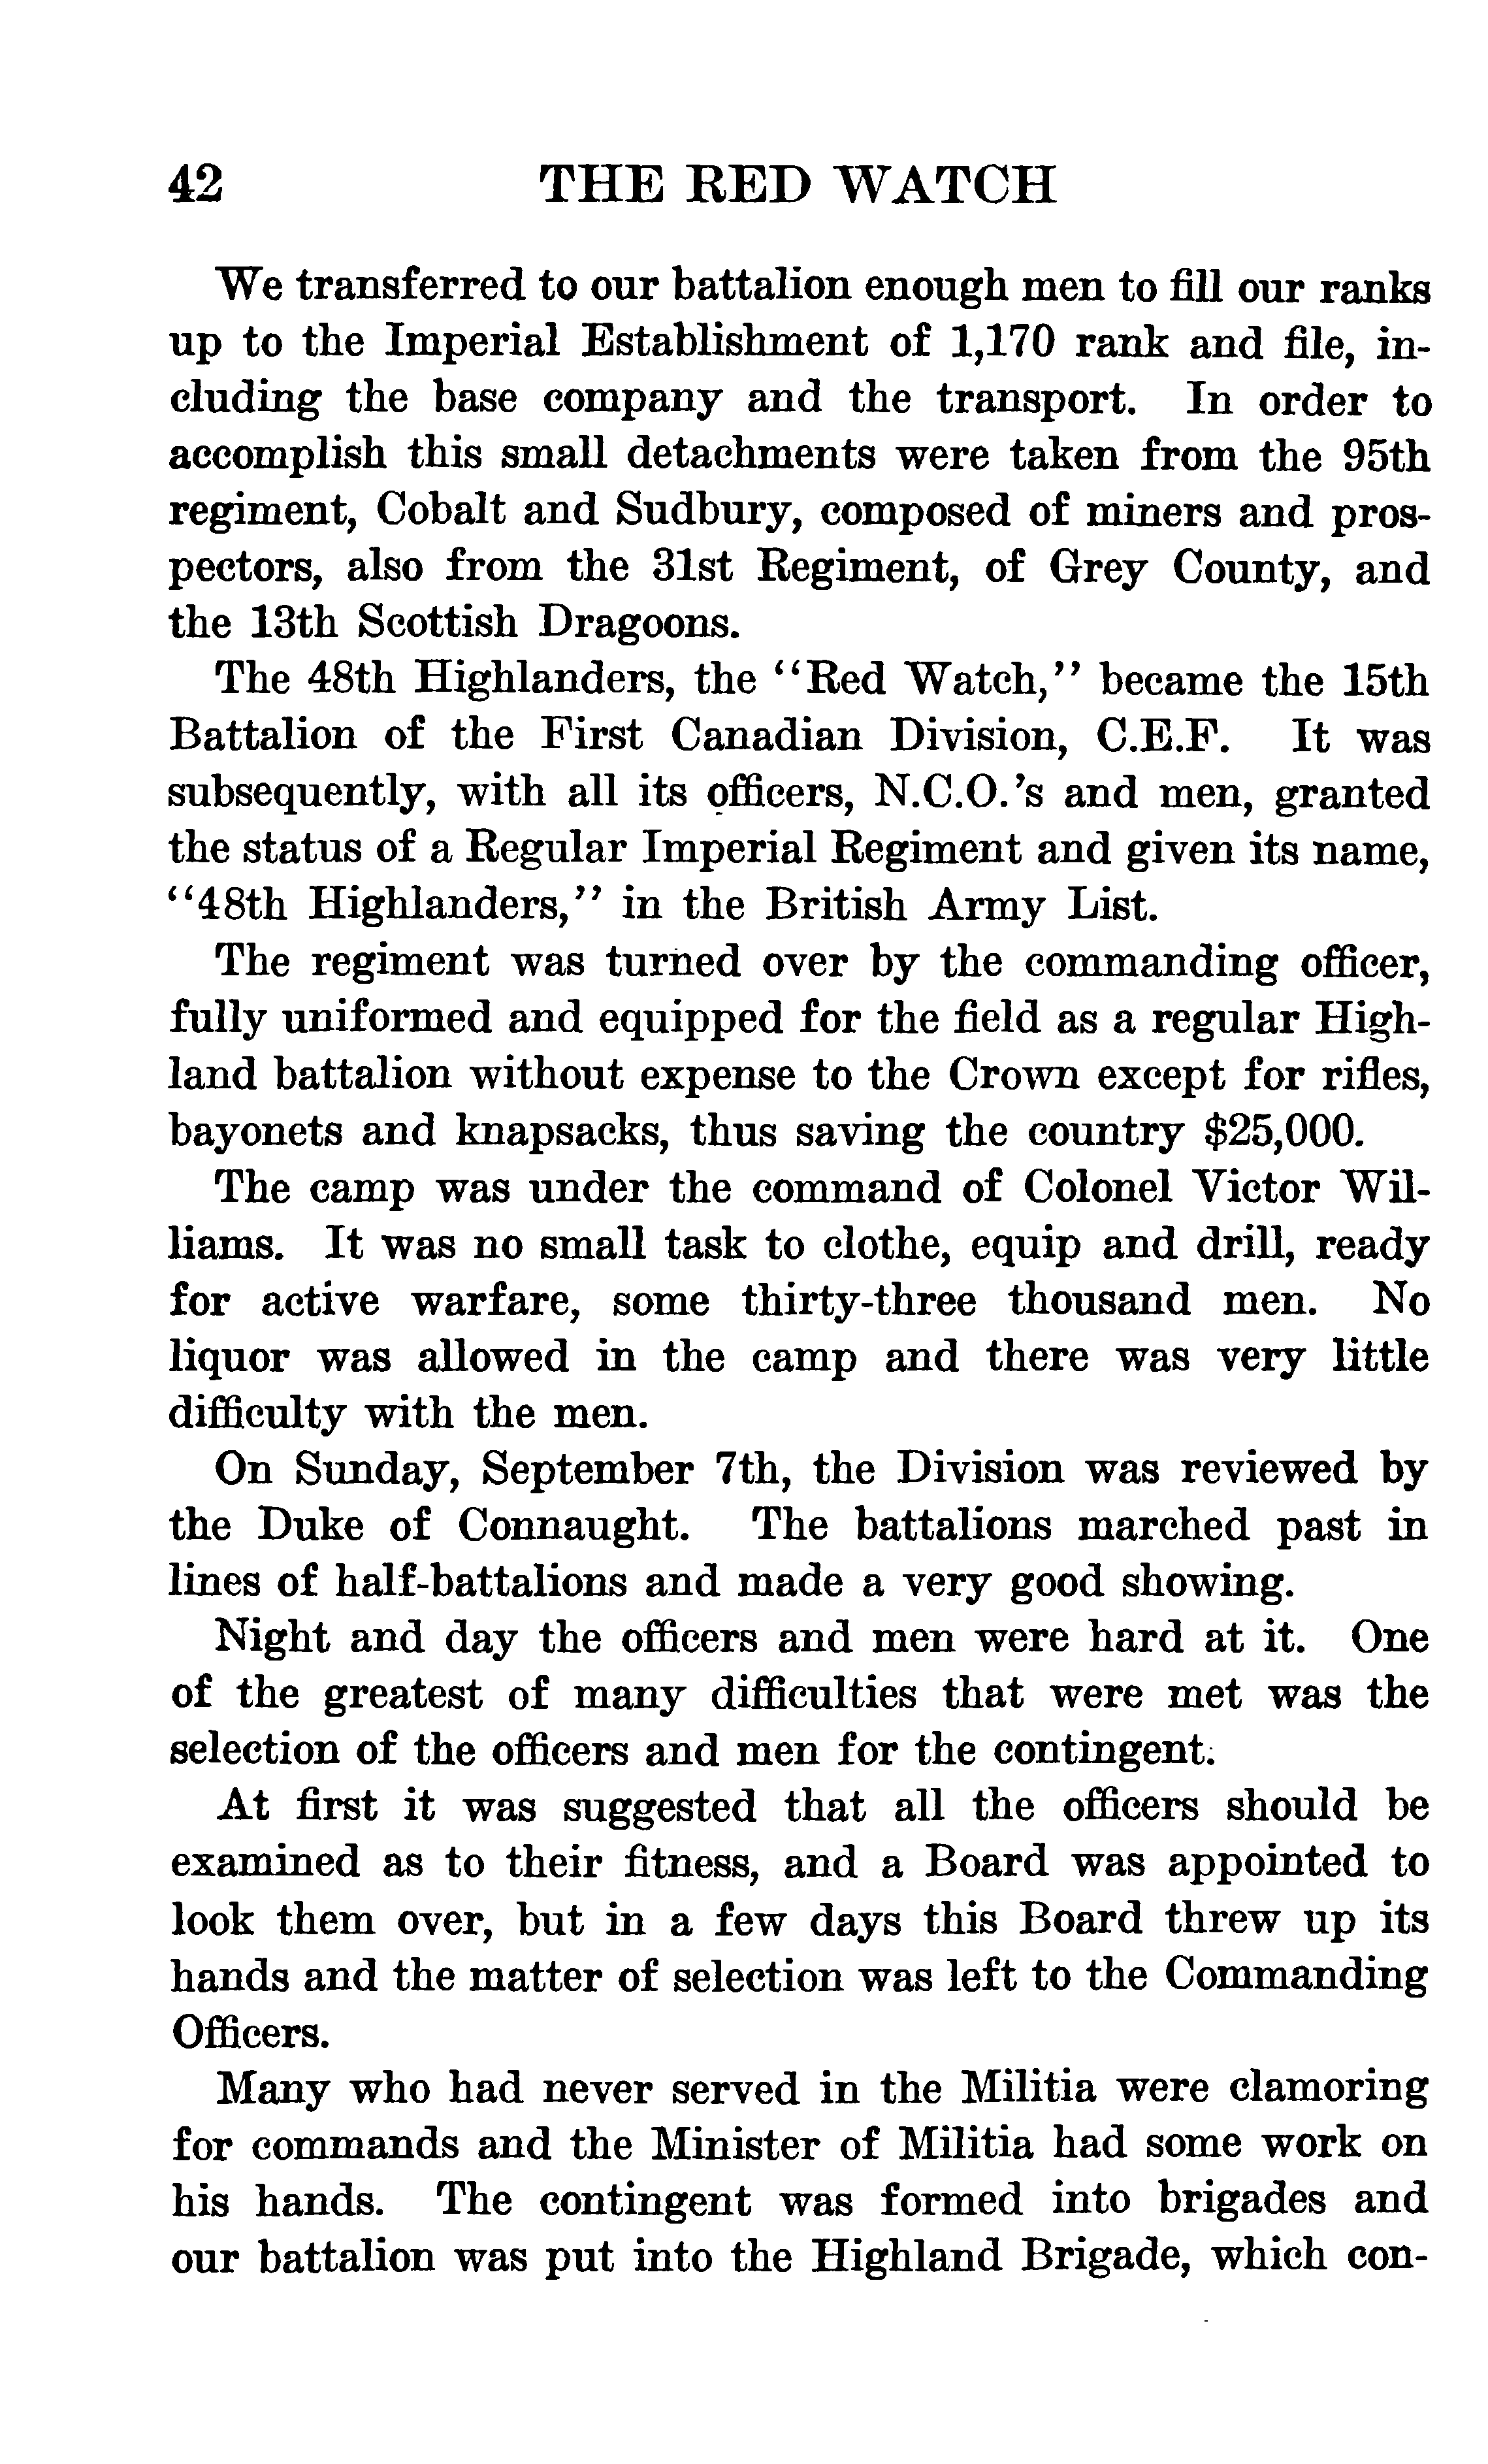 42 THE RED WATCH
We transferred to our battalion enough men to fill our ranks
up to the Imperial Establishment of 1,170 rank and file, in-
cluding the base company and the transport. In order to
accomplish this small detachments were taken from the 95th
regiment, Cobalt and Sudbury, composed of miners and pros-
pectors, also from the 31st Regiment, of Grey County, and
the 13th Scottish Dragoons.
The 48th Highlanders, the "Red Watch," became the 15th
Battalion of the First Canadian Division, C.E.F. It was
subsequently, with all its officers, N.C.O.'s and men, granted
the status of a Regular Imperial Regiment and given its name,
"48th Highlanders," in the British Army List.
The regiment was turned over by the commanding officer,
fully uniformed and equipped for the field as a regular High-
land battalion without expense to the Crown except for rifles,
bayonets and knapsacks, thus saving the country $25,000.
The camp was under the command of Colonel Victor Wil-
liams. It was no small task to clothe, equip and drill, ready
for active warfare, some thirty-three thousand men. No
liquor was allowed in the camp and there was very little
difficulty with the men.
On Sunday, September 7th, the Division was reviewed by
the Duke of Connaught. The battalions marched past in
lines of half-battalions and made a very good showing.
Night and day the officers and men were hard at it. One
of the greatest of many difficulties that were met was the
selection of the officers and men for the contingent.
At first it was suggested that all the officers should be
examined as to their fitness, and a Board was appointed to
look them over, but in a few days this Board threw up its
hands and the matter of selection was left to the Commanding
Officers.
Many who had never served in the Militia were clamoring
for commands and the Minister of Militia had some work on
his hands. The contingent was formed into brigades and
our battalion was put into the Highland Brigade, which con-